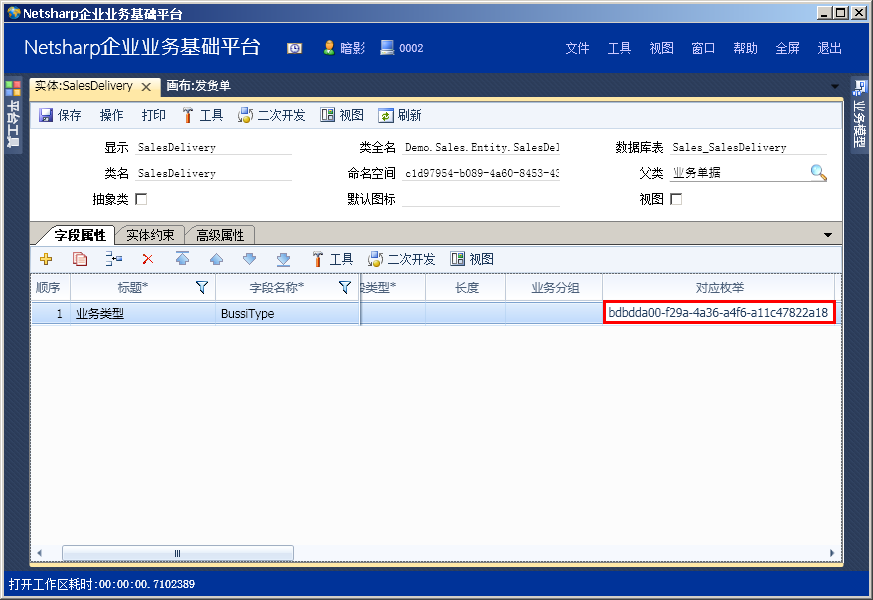 Netsharp企业业务基础平台
Netsharp企业业务基础平台 暗影 0002 文件 工具 视图 窗口 帮助 全屏 退出
平台工具
实体:SalesDelivery 画布:发货单
业务模型
保存 操作 打印 工具 二次开发 视图 刷新
显示 SalesDelivery 类全名 Demo.Sales.Entity.SalesDel 数据库表 Sales_SalesDelivery
类名 SalesDelivery 命名空间 c1d97954-b089-4a60-8453-43 父类 业务单据
抽象类 默认图标 视图
字段属性 实体约束 高级属性
工具 二次开发 视图
顺序 标题* 字段名称* 段类型* 长度 业务分组 对应枚举
1 业务类型 BussiType bdbdda00-f29a-4a36-a4f6-a11c47822a18
打开工作区耗时:00:00:00.7102389